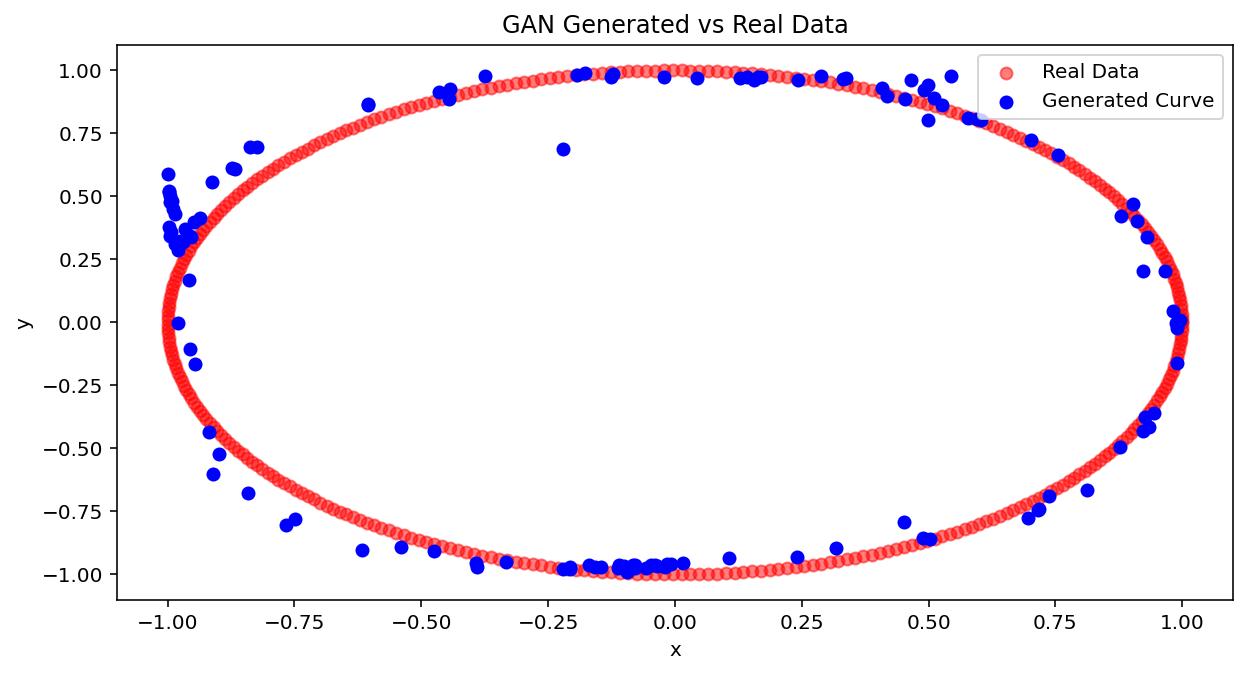 GAN Generated vs Real Data
Real Data
Generated Curve
1.00
0.75
0.50
0.25
0.00
−0.25
−0.50
−0.75
−1.00
y
−1.00 −0.75 −0.50 −0.25 0.00 0.25 0.50 0.75 1.00
x